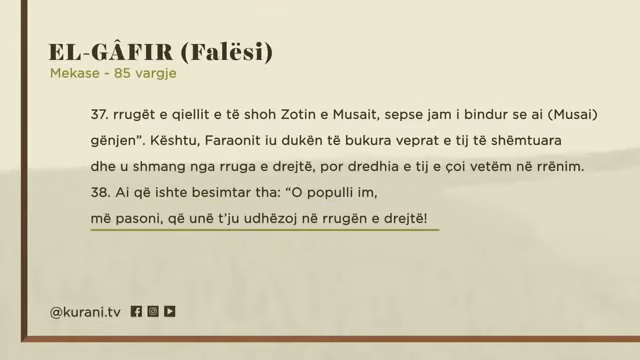 EL-GÂFIR (Falësi)
Mekase - 85 vargje
37. rrugët e qiellit e të shoh Zotin e Musait, sepse jam i bindur se ai (Musai)
gënjen”. Kështu, Faraonit iu dukën të bukura veprat e tij të shëmtuara
dhe u shmang nga rruga e drejtë, por dredhia e tij e çoi vetëm në rrënim.
38. Ai që ishte besimtar tha: “O populli im,
më pasoni, që unë t’ju udhëzoj në rrugën e drejtë!
@kurani.tv